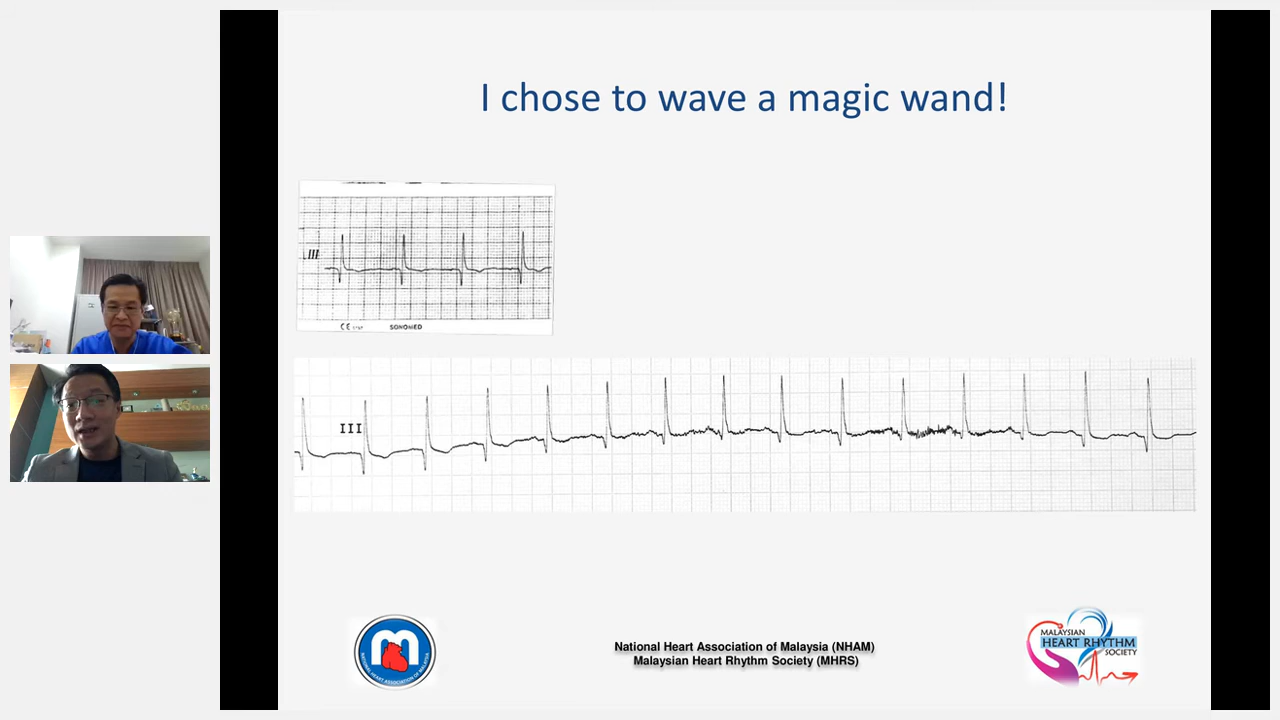 I chose to wave a magic wand!
III
SONOMED
III
National Heart Association of Malaysia (NHAM)
Malaysian Heart Rhythm Society (MHRS)
MALAYSIAN
HEART RHYTHM
SOCIETY